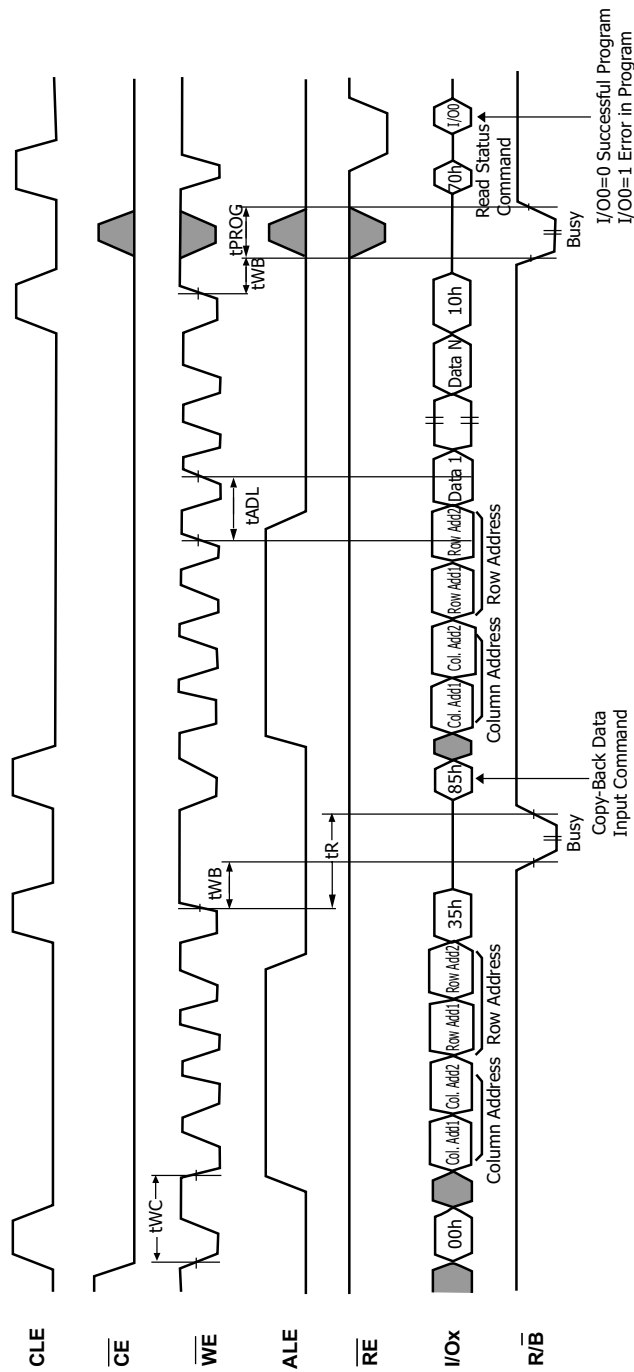 CLE
CE
WE
tWC
tWB
tADL
tWB
tPROG
ALE
RE
tR
I/Ox
00h
Col. Add1
Col. Add2
Row Add1
Row Add2
35h
85h
Col. Add1
Col. Add2
Row Add1
Row Add2
Data 1
Data N
10h
70h
I/O0
Column Address
Row Address
Column Address
Row Address
Read Status
Command
R/B
Busy
Busy
Copy-Back Data
Input Command
I/O0=0 Successful Program
I/O0=1 Error in Program